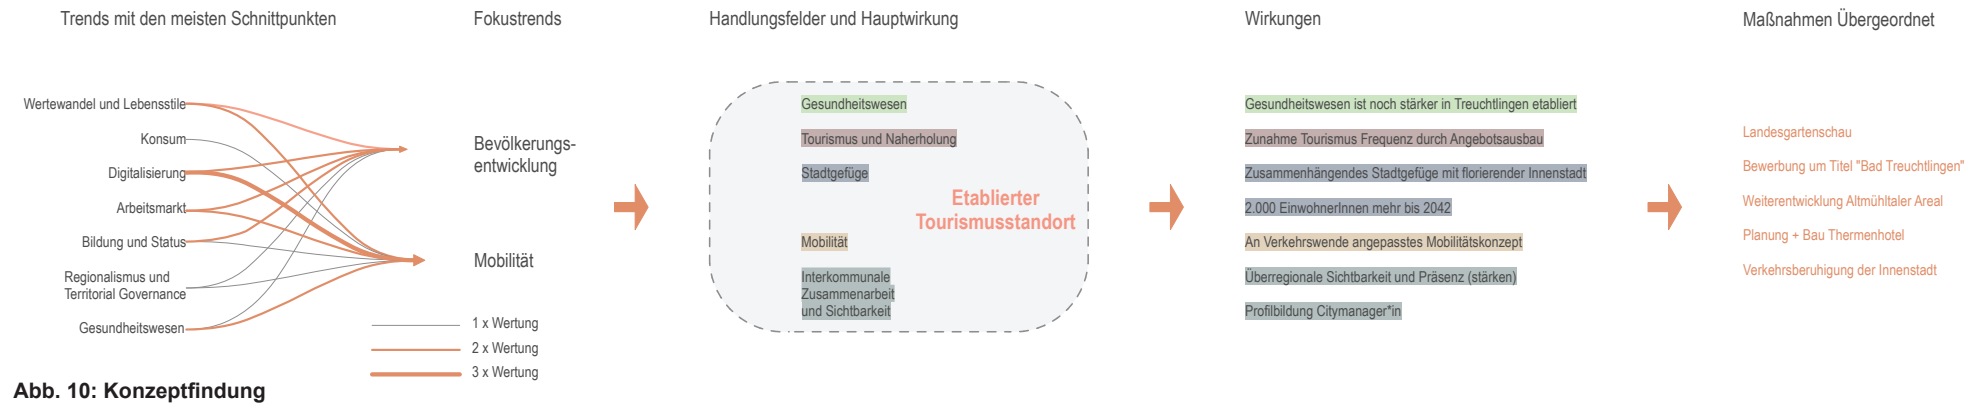 Trends mit den meisten Schnittpunkten
Fokustrends
Handlungsfelder und Hauptwirkung
Wirkungen
Maßnahmen Übergeordnet
Wertewandel und Lebensstile
Konsum
Digitalisierung
Arbeitsmarkt
Bildung und Status
Regionalismus und
Territorial Governance
Gesundheitswesen
Bevölkerungs-
entwicklung
Mobilität
1 x Wertung
2 x Wertung
3 x Wertung
Gesundheitswesen
Tourismus und Naherholung
Stadtgefüge
Etablierter
Tourismusstandort
Mobilität
Interkommunale
Zusammenarbeit
und Sichtbarkeit
Gesundheitswesen ist noch stärker in Treuchtlingen etabliert
Zunahme Tourismus Frequenz durch Angebotsausbau
Zusammenhängendes Stadtgefüge mit florierender Innenstadt
2.000 EinwohnerInnen mehr bis 2042
An Verkehrswende angepasstes Mobilitätskonzept
Überregionale Sichtbarkeit und Präsenz (stärken)
Profilbildung Citymanager*in
Landesgartenschau
Bewerbung um Titel "Bad Treuchtlingen"
Weiterentwicklung Altmühltaler Areal
Planung + Bau Thermenhotel
Verkehrsberuhigung der Innenstadt
Abb. 10: Konzeptfindung